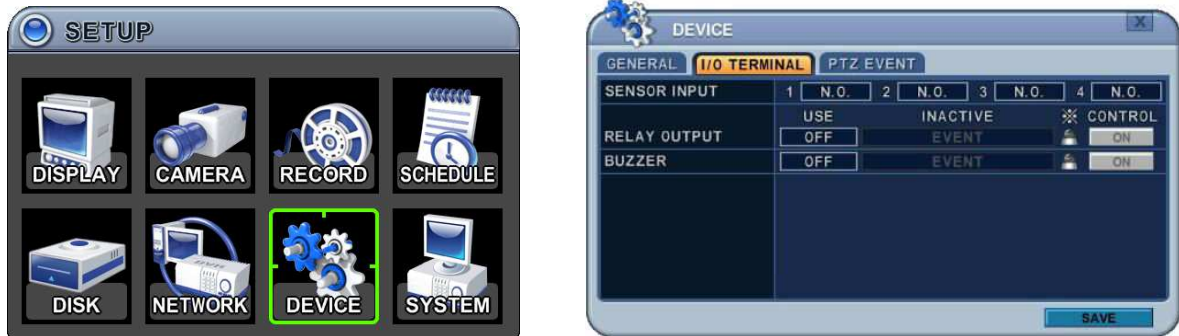 SETUP
DISPLAY CAMERA RECORD SCHEDULE
DISK NETWORK DEVICE SYSTEM
DEVICE X
GENERAL I/O TERMINAL PTZ EVENT
SENSOR INPUT 1 N.O. 2 N.O. 3 N.O. 4 N.O.
USE INACTIVE ※ CONTROL
RELAY OUTPUT OFF EVENT ON
BUZZER OFF EVENT ON
SAVE